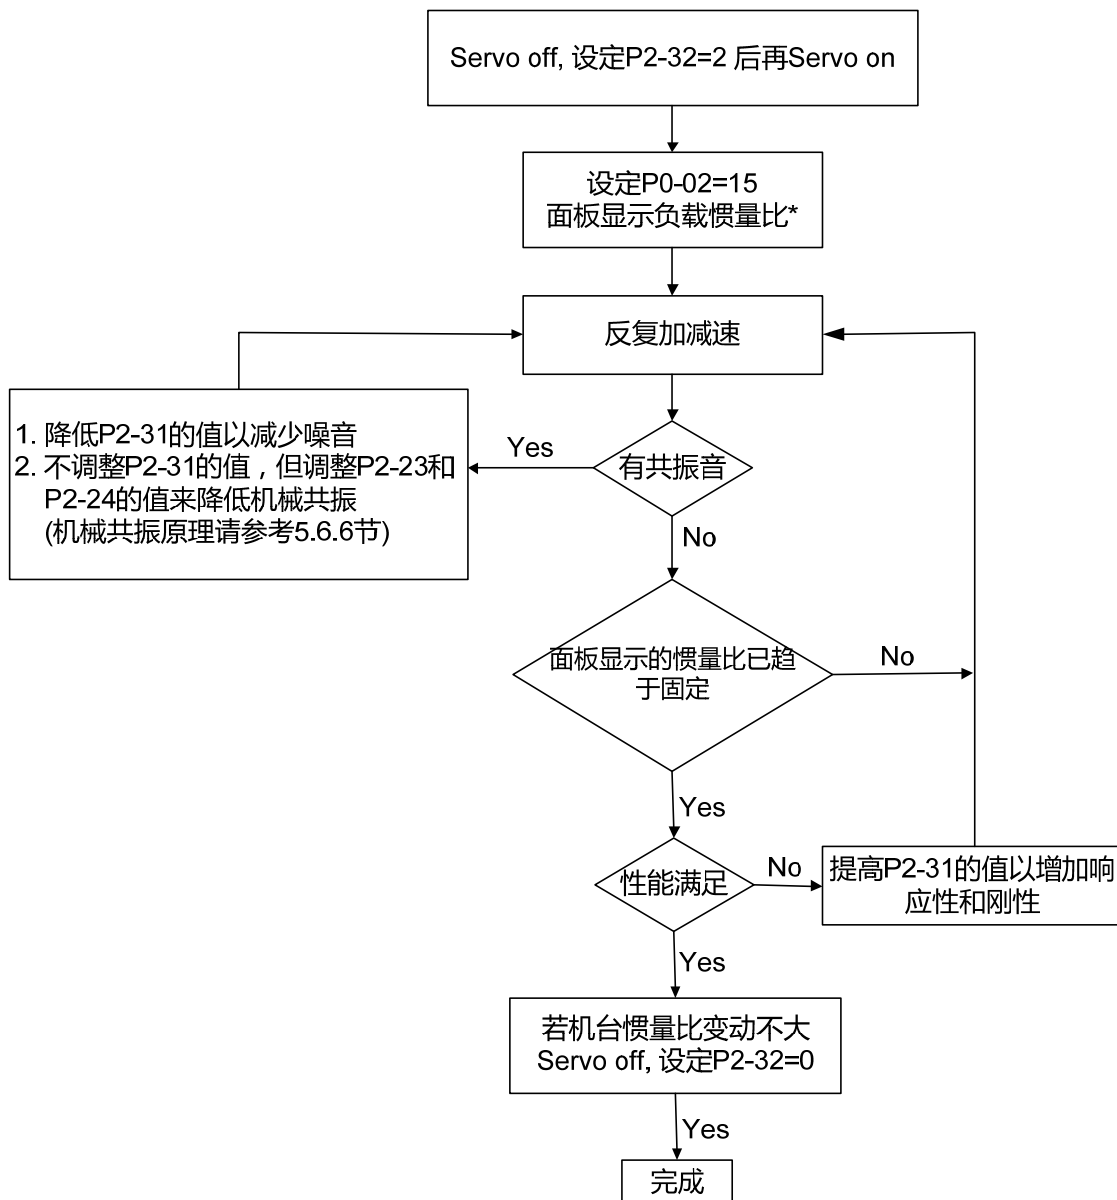 Servo off, 设定P2-32=2 后再Servo on
设定P0-02=15
面板显示负载惯量比*
反复加减速
1. 降低P2-31的值以减少噪音
2. 不调整P2-31的值，但调整P2-23和
P2-24的值来降低机械共振
(机械共振原理请参考5.6.6节)
Yes
有共振音
No
面板显示的惯量比已趋
于固定
No
Yes
性能满足
No
提高P2-31的值以增加响
应性和刚性
Yes
若机台惯量比变动不大
Servo off, 设定P2-32=0
Yes
完成